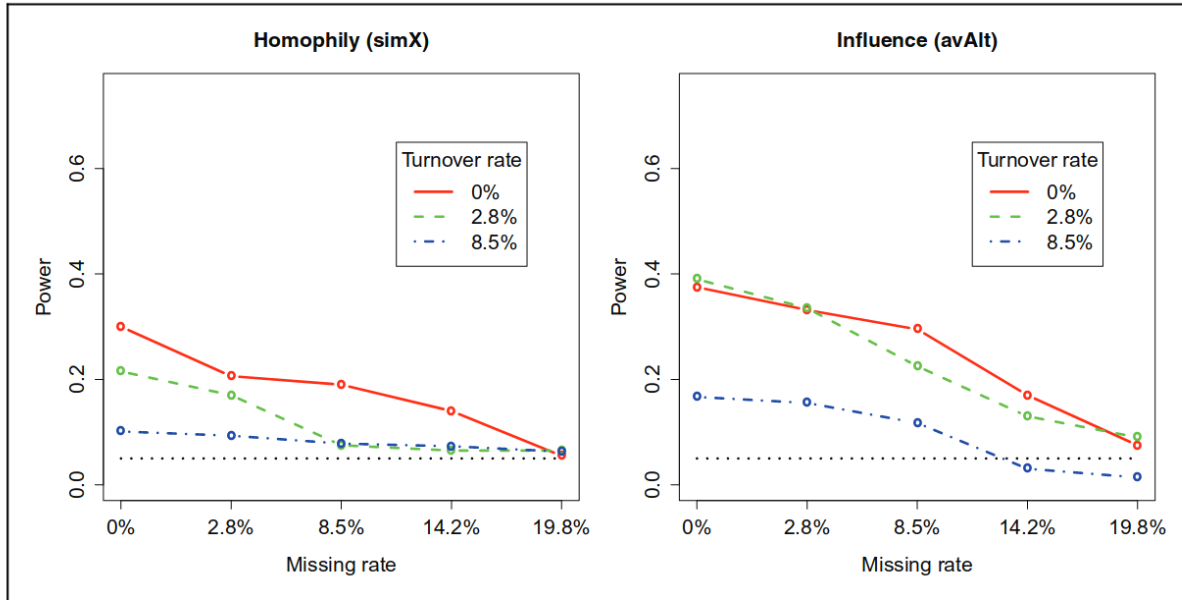 Homophily (simX)
Power
0.0
0.2
0.4
0.6
Turnover rate
0%
2.8%
8.5%
0% 2.8% 8.5% 14.2% 19.8%
Missing rate
Influence (avAlt)
Power
0.0
0.2
0.4
0.6
Turnover rate
0%
2.8%
8.5%
0% 2.8% 8.5% 14.2% 19.8%
Missing rate